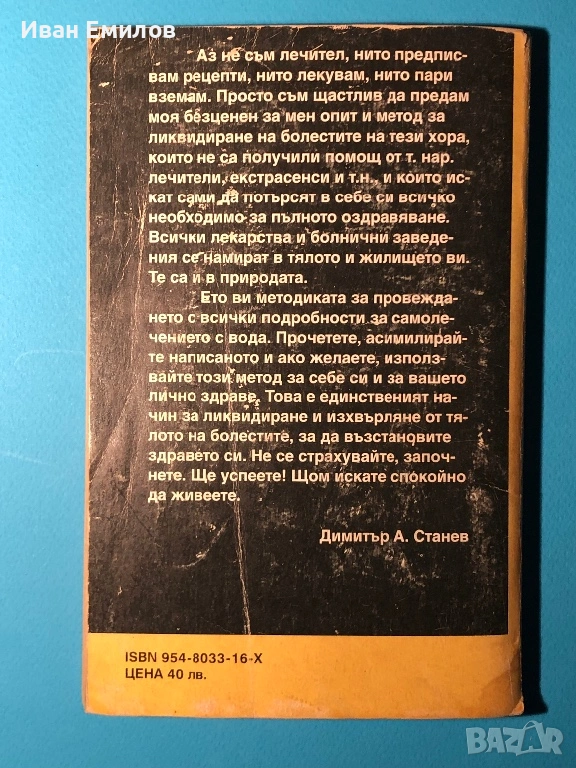 Иван Емилов
Аз не съм лечител, нито предпис-
вам рецепти, нито лекувам, нито пари
вземам. Просто съм щастлив да предам
моя безценен за мен опит и метод за
ликвидиране на болестите на тези хора,
които не са получили помощ от т. нар.
лечители, екстрасенси и т.н., и които ис-
кат сами да потърсят в себе си всичко
необходимо за пълното оздравяване.
Всички лекарства и болнични заведе-
ния се намират в тялото и жилището ви.
Те са и в природата.
Ето ви методиката за провежда-
нето с всички подробности за самоле-
чението с вода. Прочетете, асимилирай-
те написаното и ако желаете, използ-
вайте този метод за себе си и за вашето
лично здраве. Това е единственият на-
чин за ликвидиране и изхвърляне от тя-
лото на болестите, за да възстановите
здравето си. Не се страхувайте, започ-
нете. Ще успеете! Щом искате спокойно
да живеете.
Димитър А. Станев
ISBN 954-8033-16-X
ЦЕНА 40 лв.
BAZAR